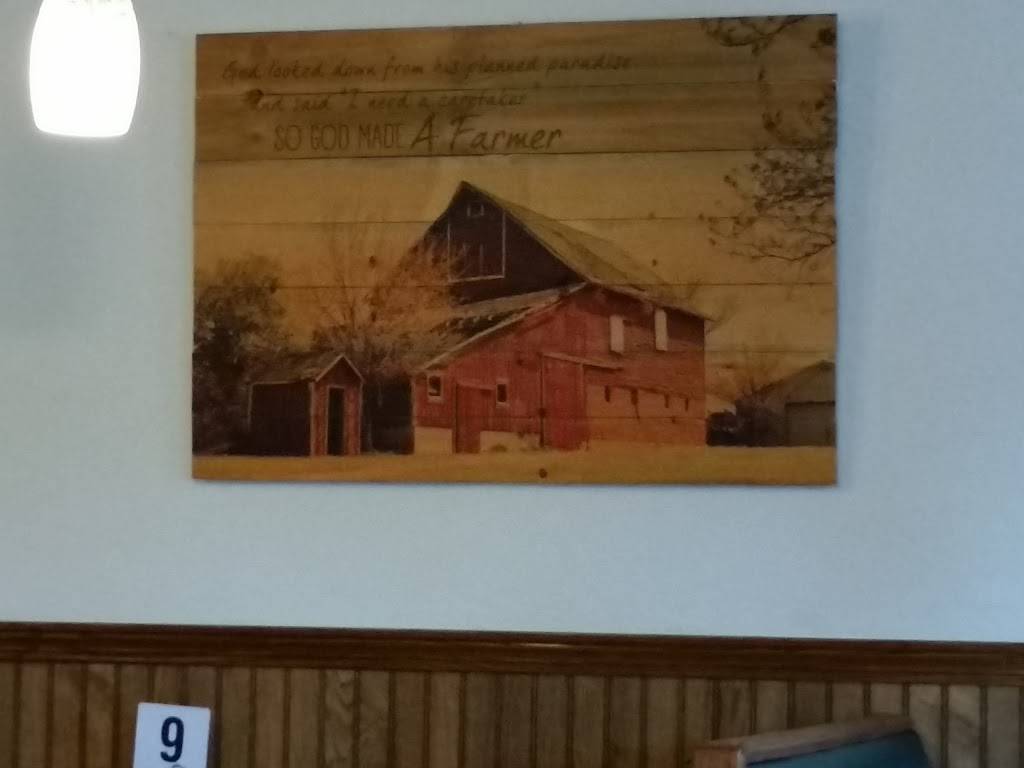 God looked down from his planned paradise
and said "I need a caretaker"
SO GOD MADE A Farmer
9